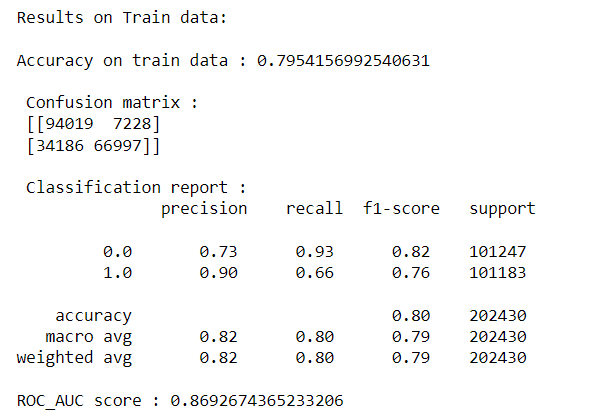 Results on Train data:
Accuracy on train data : 0.7954156992540631
Confusion matrix :
[[94019  7228]
[34186 66997]]
Classification report :
precision    recall  f1-score   support
0.0       0.73      0.93      0.82    101247
1.0       0.90      0.66      0.76    101183
accuracy                           0.80    202430
macro avg       0.82      0.80      0.79    202430
weighted avg       0.82      0.80      0.79    202430
ROC_AUC score : 0.8692674365233206